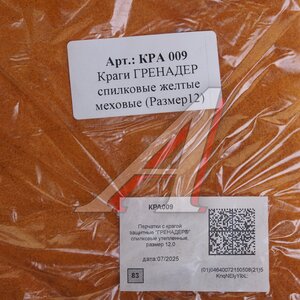 Арт.: КРА 009
Краги ГРЕНАДЕР
спилковые желтые
меховые (Размер12)
КРА009
Перчатки с крагой
защитные "ГРЕНАДЕР"
спилковые утепленные,
размер 12,0
дата:07/2025
83